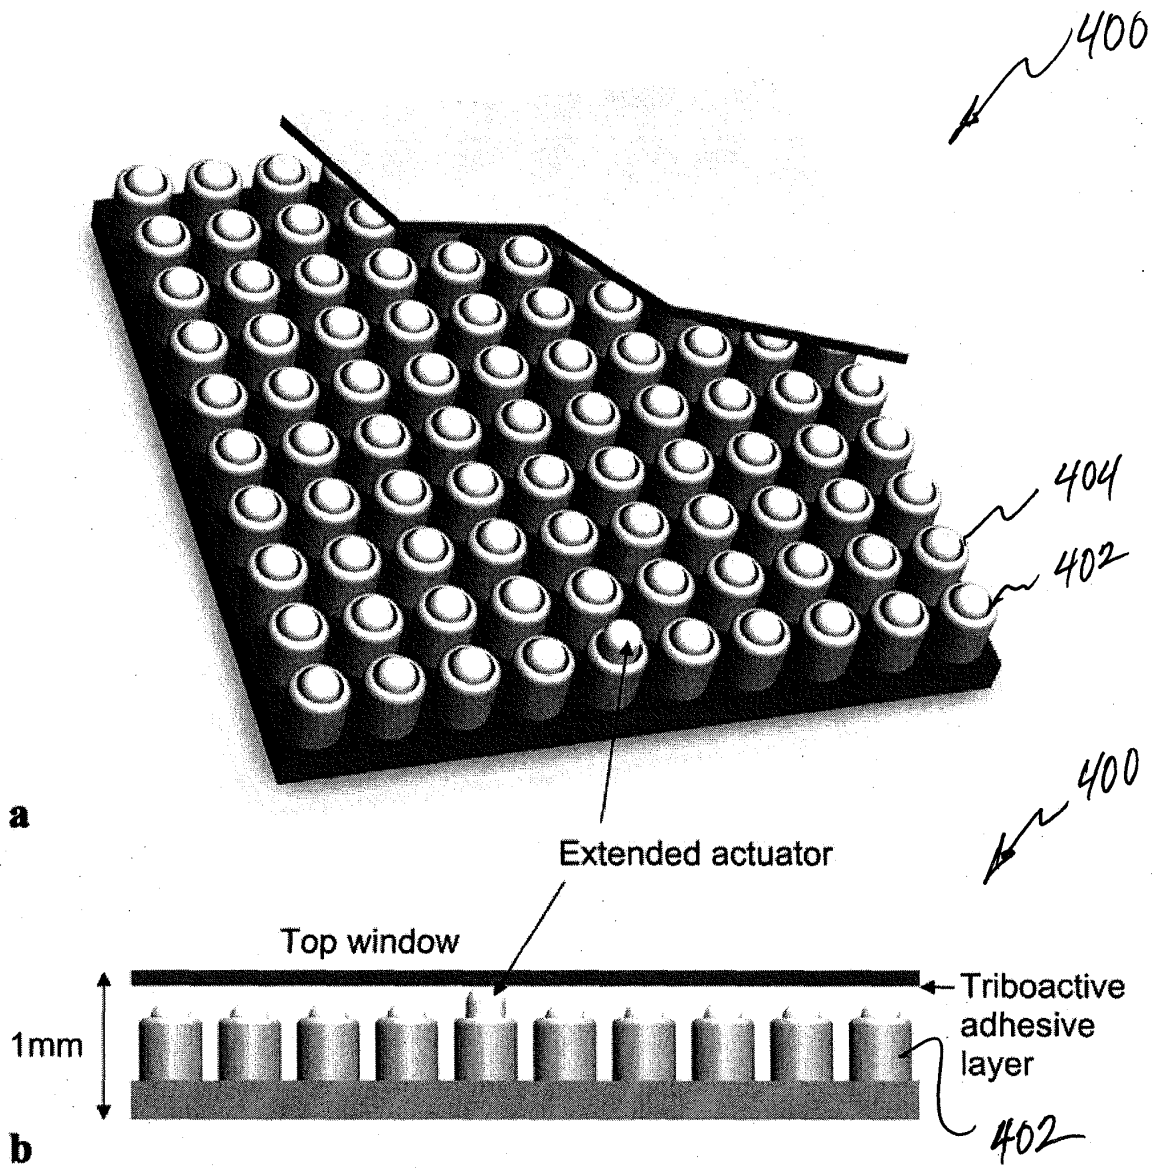 400
404
402
a
400
Extended actuator
Top window
1mm
Triboactive
adhesive
layer
402
b